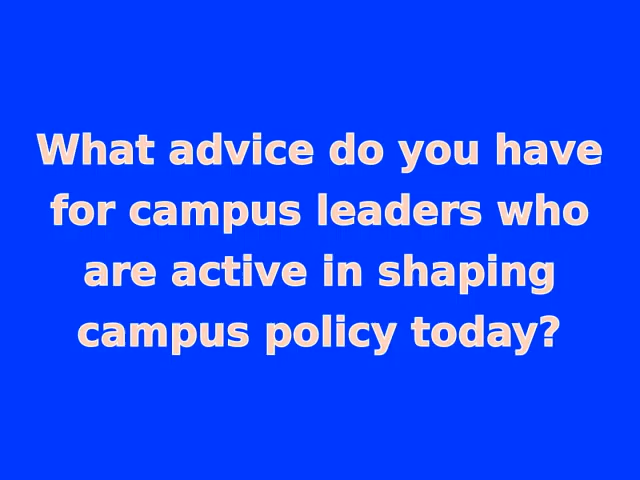 What advice do you have
for campus leaders who
are active in shaping
campus policy today?